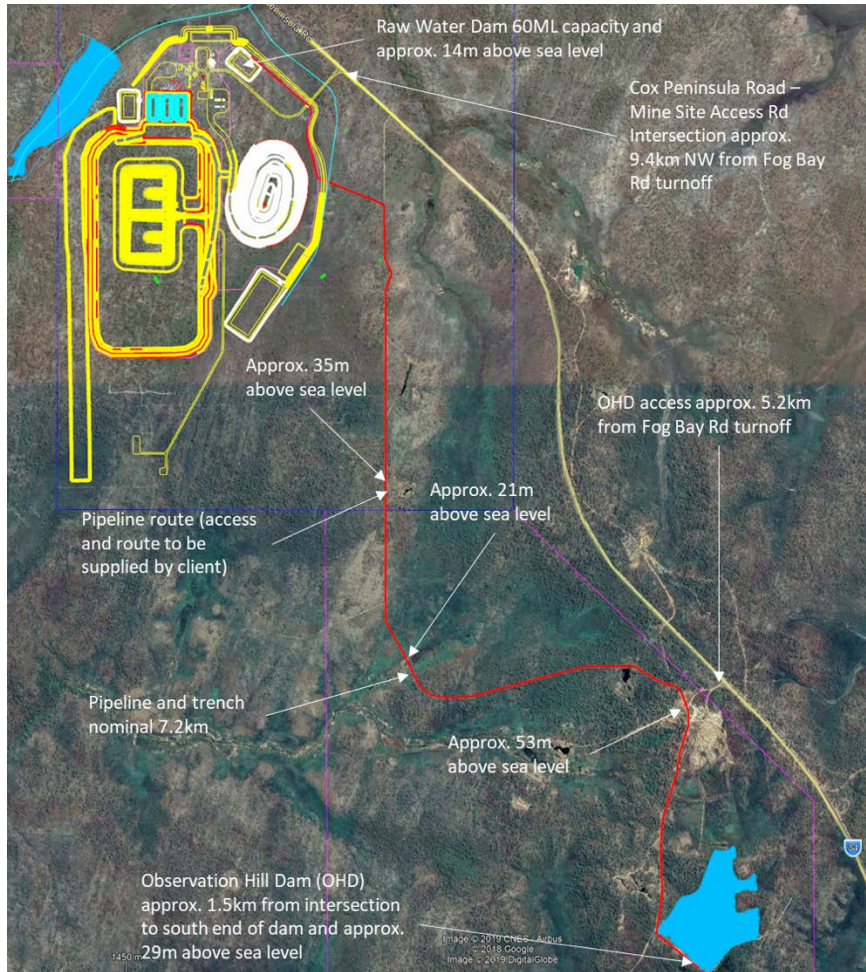 Raw Water Dam 60ML capacity and
approx. 14m above sea level
Cox Peninsula Road –
Mine Site Access Rd
Intersection approx.
9.4km NW from Fog Bay
Rd turnoff
Approx. 35m
above sea level
OHD access approx. 5.2km
from Fog Bay Rd turnoff
Approx. 21m
above sea level
Pipeline route (access
and route to be
supplied by client)
Pipeline and trench
nominal 7.2km
Approx. 53m
above sea level
Observation Hill Dam (OHD)
approx. 1.5km from intersection
to south end of dam and approx.
29m above sea level
1450 m
Image © 2019 CNES / Airbus
© 2018 Google
Image © 2019 DigitalGlobe